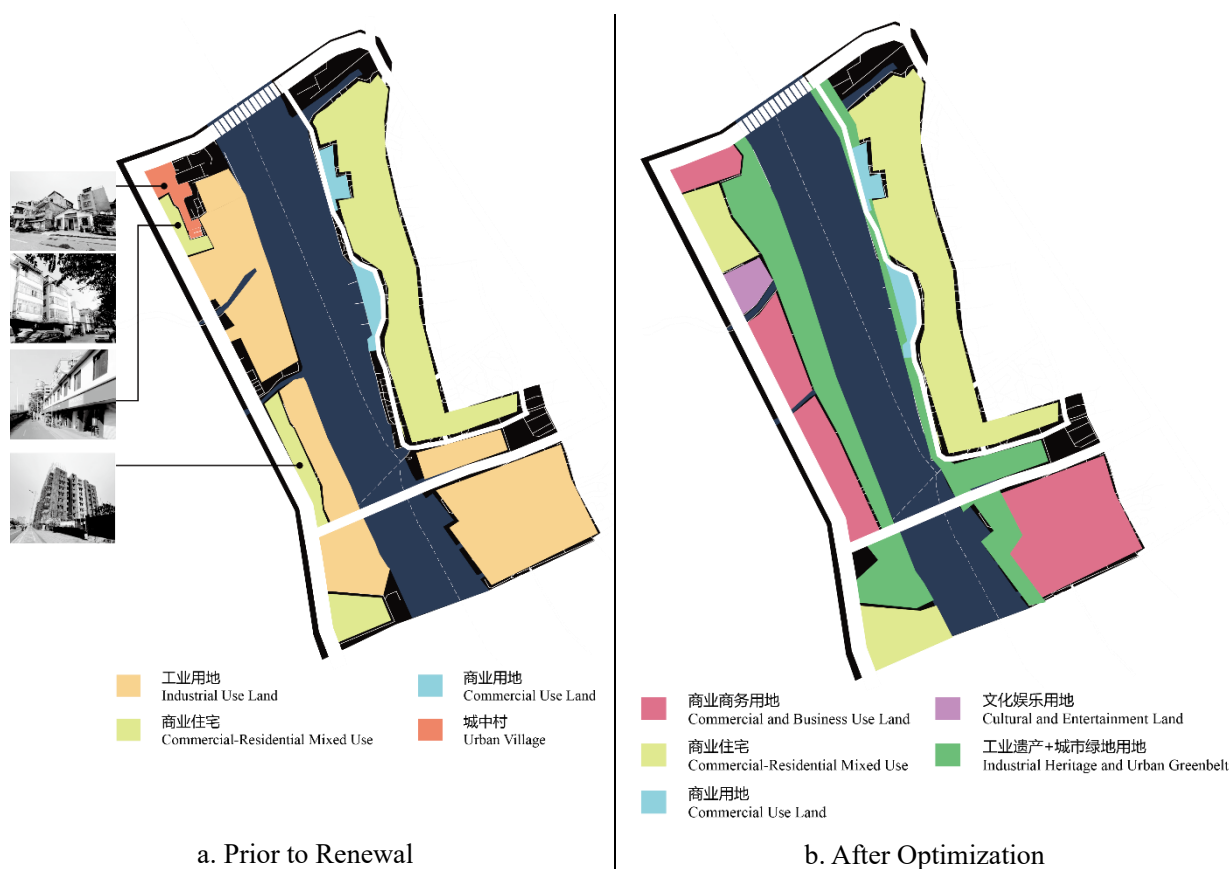 工业用地
Industrial Use Land
商业用地
Commercial Use Land
商业住宅
Commercial-Residential Mixed Use
城中村
Urban Village
a. Prior to Renewal
商业商务用地
Commercial and Business Use Land
文化娱乐用地
Cultural and Entertainment Land
商业住宅
Commercial-Residential Mixed Use
工业遗产+城市绿地用地
Industrial Heritage and Urban Greenbelt
商业用地
Commercial Use Land
b. After Optimization